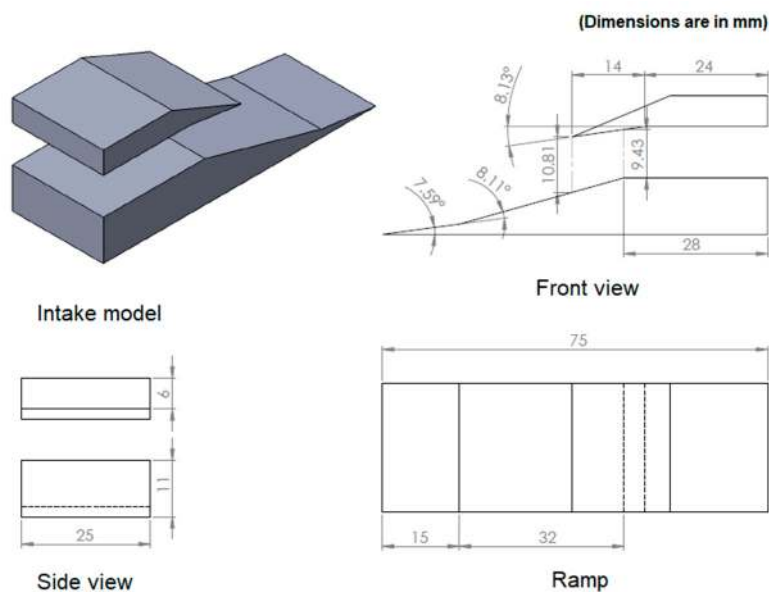 (Dimensions are in mm)
14
24
8.13°
10.81
9.43
8.11°
7.59°
28
Intake model
Front view
75
6
11
25
15
32
Side view
Ramp